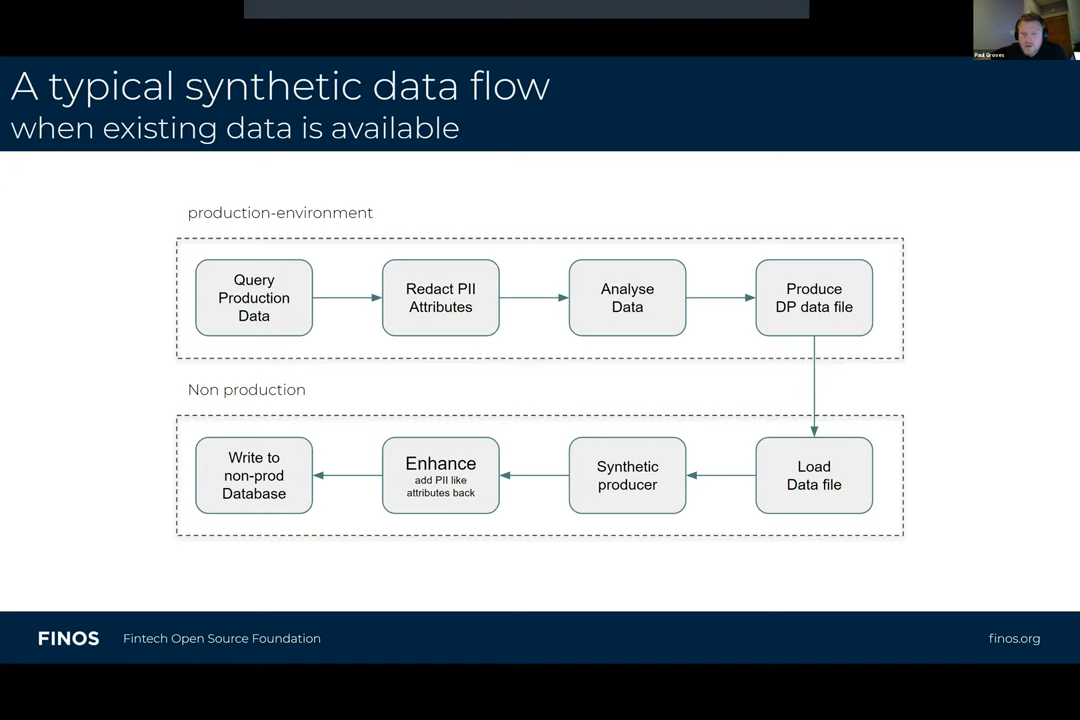 Paul Groves
A typical synthetic data flow
when existing data is available
production-environment
Query
Production
Data
Redact PII
Attributes
Analyse
Data
Produce
DP data file
Non production
Write to
non-prod
Database
Enhance
add PII like
attributes back
Synthetic
producer
Load
Data file
FINOS
Fintech Open Source Foundation
finos.org